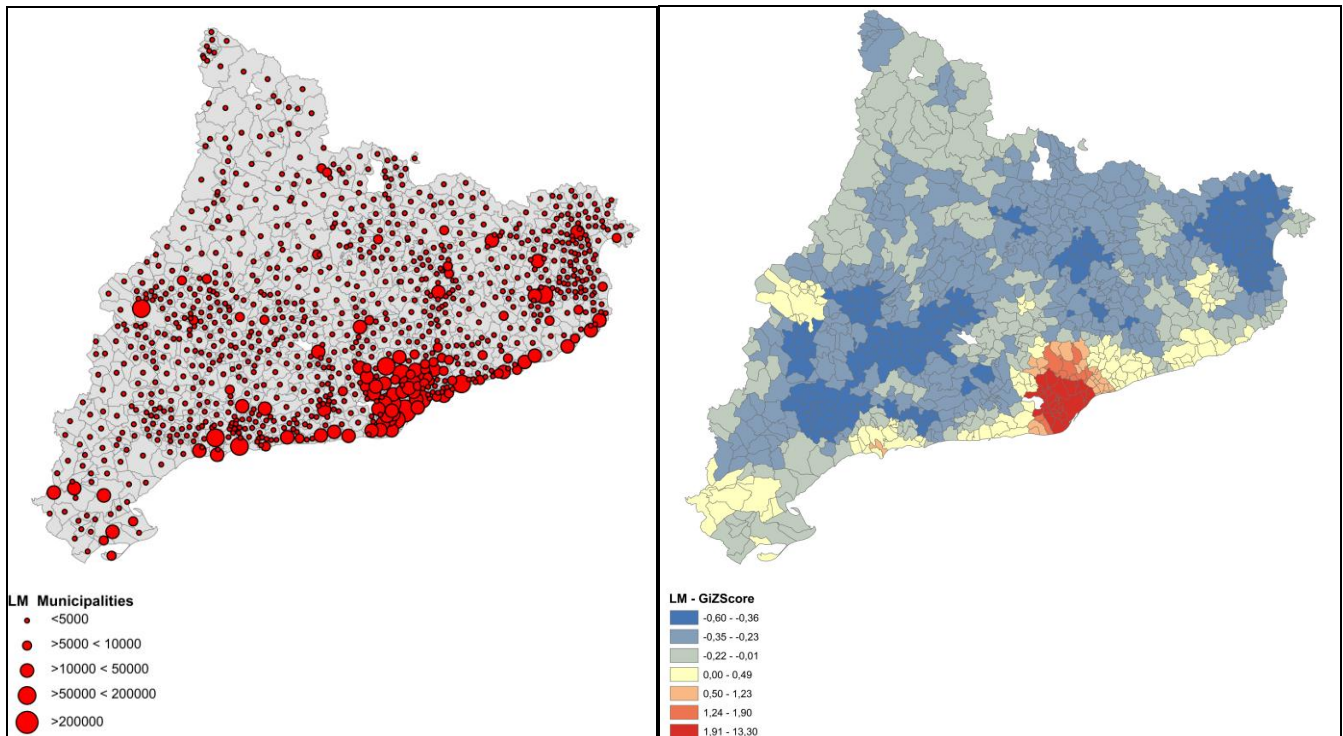 LM Municipalities
<5000
>5000 < 10000
>10000 < 50000
>50000 < 200000
>200000
LM - GiZScore
-0,60 - -0,36
-0,35 - -0,23
-0,22 - -0,01
0,00 - 0,49
0,50 - 1,23
1,24 - 1,90
1,91 - 13,30